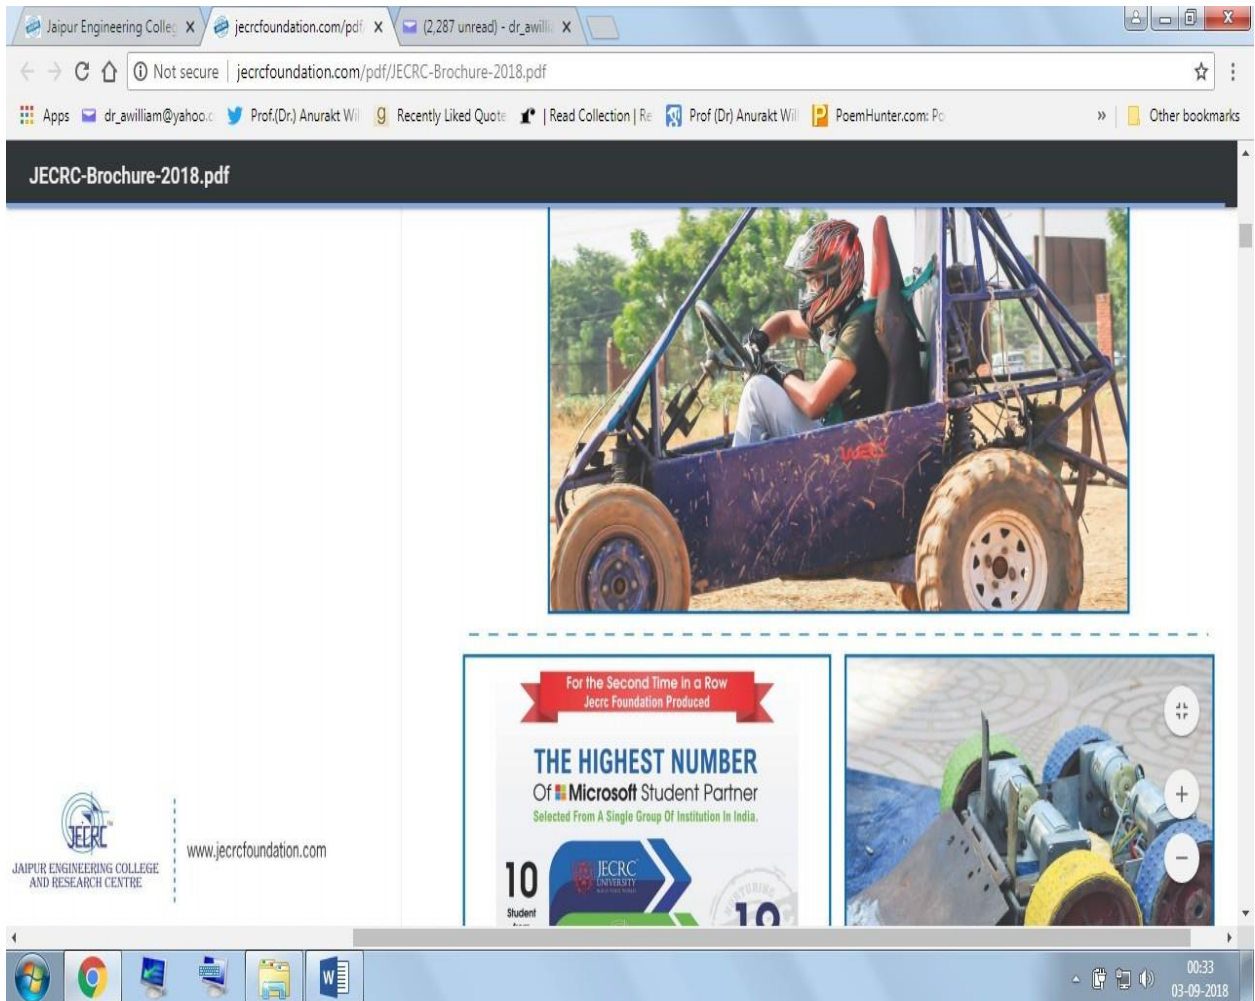 Jaipur Engineering Colleg
jecrcfoundation.com/pdf/
(2,287 unread) - dr_awillia
Not secure | jecrcfoundation.com/pdf/JECRC-Brochure-2018.pdf
Apps dr_awilliam@yahoo.c Prof.(Dr.) Anurakt Wil Recently Liked Quote | Read Collection | Re Prof (Dr) Anurakt Will PoemHunter.com: Po » Other bookmarks
JECRC-Brochure-2018.pdf
For the Second Time in a Row
Jecrc Foundation Produced
THE HIGHEST NUMBER
Of Microsoft Student Partner
Selected From A Single Group Of Institution In India.
JECRC
UNIVERSITY
10
Student
from
19
JECRC
JAIPUR ENGINEERING COLLEGE
AND RESEARCH CENTRE
www.jecrcfoundation.com
00:33
03-09-2018